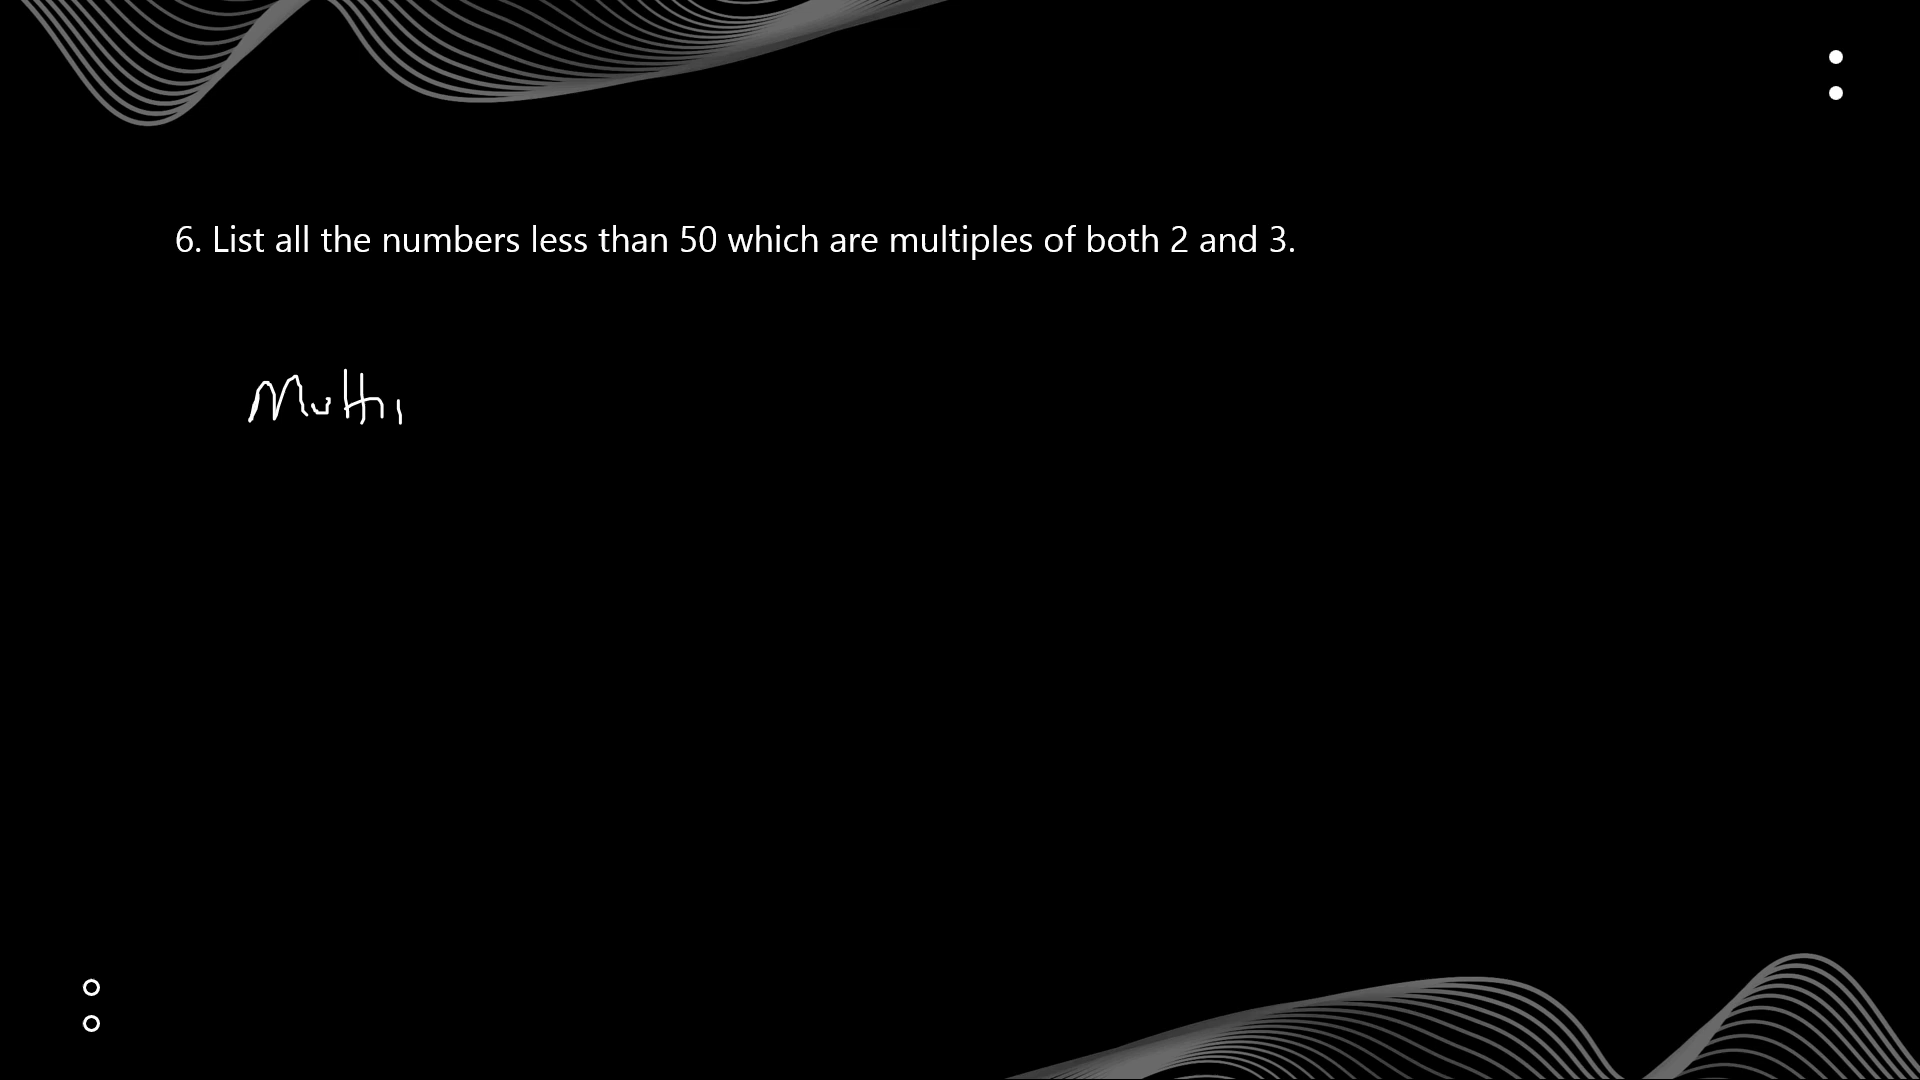 6. List all the numbers less than 50 which are multiples of both 2 and 3.
Multi